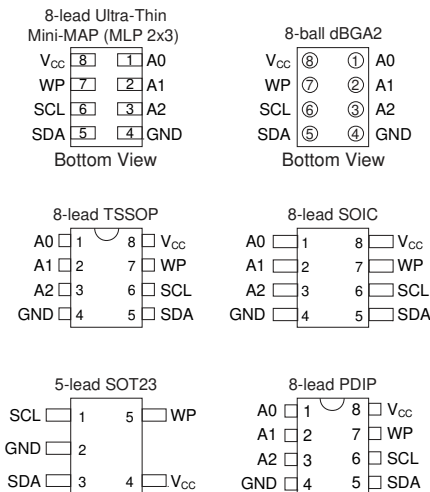 8-lead Ultra-Thin
Mini-MAP (MLP 2x3)
VCC 8 1 A0
WP 7 2 A1
SCL 6 3 A2
SDA 5 4 GND
Bottom View
8-ball dBGA2
VCC 8 1 A0
WP 7 2 A1
SCL 6 3 A2
SDA 5 4 GND
Bottom View
8-lead TSSOP
A0 1 8 VCC
A1 2 7 WP
A2 3 6 SCL
GND 4 5 SDA
8-lead SOIC
A0 1 8 VCC
A1 2 7 WP
A2 3 6 SCL
GND 4 5 SDA
5-lead SOT23
SCL 1 5 WP
GND 2
SDA 3 4 VCC
8-lead PDIP
A0 1 8 VCC
A1 2 7 WP
A2 3 6 SCL
GND 4 5 SDA